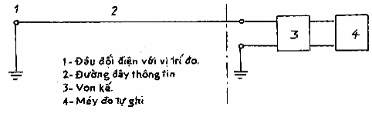 1
2
3
4
1- Đầu đối diện với vị trí đo.
2- Đường dây thông tin
3- Von kế.
4- Máy đo tự ghi